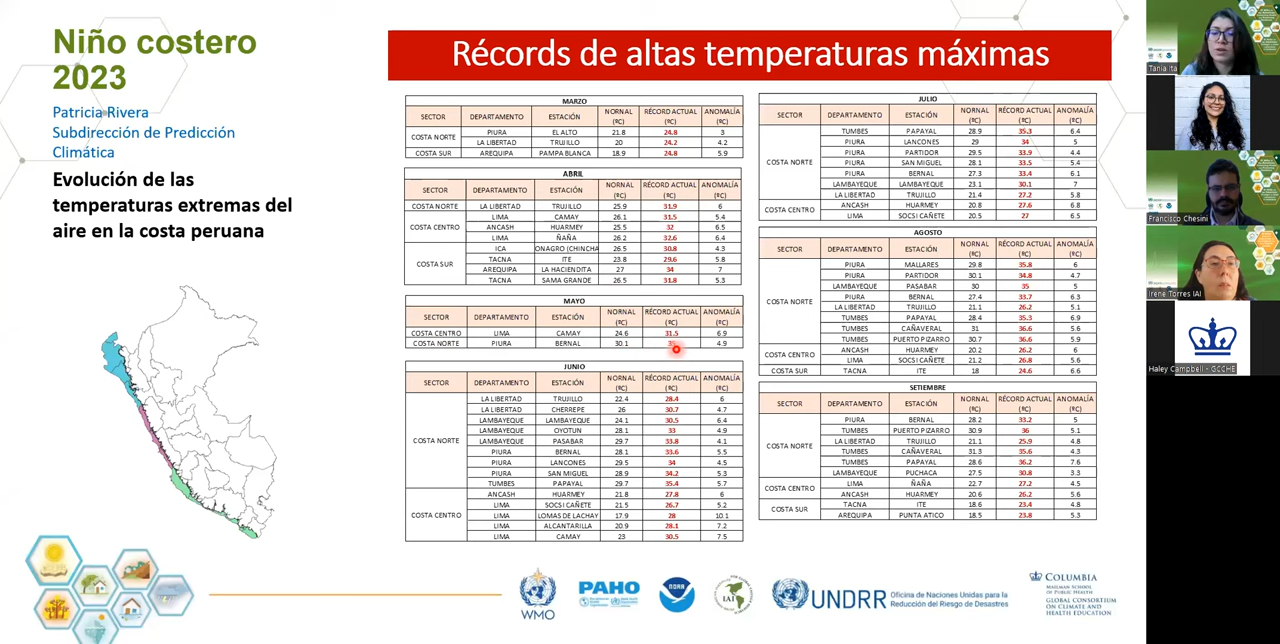 Niño costero
2023
Patricia Rivera
Subdirección de Predicción
Climática
Evolución de las
temperaturas extremas del
aire en la costa peruana
Récords de altas temperaturas máximas
MARZO
SECTOR DEPARTAMENTO ESTACIÓN NORMAL (ºC) RÉCORD ACTUAL (ºC) ANOMALÍA (ºC)
COSTA NORTE PIURA EL ALTO 21.8 24.8 3
LA LIBERTAD TRUJILLO 20 24.2 4.2
COSTA SUR AREQUIPA PAMPA BLANCA 18.9 24.8 5.9
ABRIL
SECTOR DEPARTAMENTO ESTACIÓN NORMAL (ºC) RÉCORD ACTUAL (ºC) ANOMALÍA (ºC)
COSTA NORTE LA LIBERTAD TRUJILLO 25.9 31.9 6
COSTA CENTRO LIMA CAMAY 26.1 31.5 5.4
ANCASH HUARMEY 25.5 32 6.5
LIMA ÑAÑA 26.2 32.6 6.4
COSTA SUR ICA ONAGRO (CHINCHA 26.5 30.8 4.3
TACNA ITE 23.8 29.6 5.8
AREQUIPA LA HACIENDITA 27 34 7
TACNA SAMA GRANDE 26.5 31.8 5.3
MAYO
SECTOR DEPARTAMENTO ESTACIÓN NORMAL (ºC) RÉCORD ACTUAL (ºC) ANOMALÍA (ºC)
COSTA CENTRO LIMA CAMAY 24.6 31.5 6.9
COSTA NORTE PIURA BERNAL 30.1 4.9
JUNIO
SECTOR DEPARTAMENTO ESTACIÓN NORMAL (ºC) RÉCORD ACTUAL (ºC) ANOMALÍA (ºC)
COSTA NORTE LA LIBERTAD TRUJILLO 22.4 28.4 6
LA LIBERTAD CHERREPE 26 30.7 4.7
LAMBAYEQUE LAMBAYEQUE 24.1 30.5 6.4
LAMBAYEQUE OYOTUN 28.1 33 4.9
LAMBAYEQUE PASABAR 29.7 33.8 4.1
PIURA BERNAL 28.1 33.6 5.5
PIURA LANCONES 29.5 34 4.5
PIURA SAN MIGUEL 28.9 34.2 5.3
TUMBES PAPAYAL 29.7 35.4 5.7
COSTA CENTRO ANCASH HUARMEY 21.8 27.8 6
LIMA SOCSI CAÑETE 21.5 26.7 5.2
LIMA LOMAS DE LACHAY 17.9 28 10.1
LIMA ALCANTARILLA 20.9 28.1 7.2
LIMA CAMAY 23 30.5 7.5
JULIO
SECTOR DEPARTAMENTO ESTACIÓN NORMAL (ºC) RÉCORD ACTUAL (ºC) ANOMALÍA (ºC)
COSTA NORTE TUMBES PAPAYAL 28.9 35.3 6.4
PIURA LANCONES 29 34 5
PIURA PARTIDOR 29.5 33.9 4.4
PIURA SAN MIGUEL 28.1 33.5 5.4
PIURA BERNAL 27.3 33.4 6.1
LAMBAYEQUE LAMBAYEQUE 23.1 30.1 7
LA LIBERTAD TRUJILLO 21.4 27.2 5.8
COSTA CENTRO ANCASH HUARMEY 20.8 27.6 6.8
LIMA SOCSI CAÑETE 20.5 27 6.5
AGOSTO
SECTOR DEPARTAMENTO ESTACIÓN NORMAL (ºC) RÉCORD ACTUAL (ºC) ANOMALÍA (ºC)
COSTA NORTE PIURA MALLARES 29.8 35.8 6
PIURA PARTIDOR 30.1 34.8 4.7
LAMBAYEQUE PASABAR 30 35 5
PIURA BERNAL 27.4 33.7 6.3
LA LIBERTAD TRUJILLO 21.1 26.2 5.1
TUMBES PAPAYAL 28.4 35.3 6.9
TUMBES CAÑAVERAL 31 36.6 5.6
TUMBES PUERTO PIZARRO 30.7 36.6 5.9
COSTA CENTRO ANCASH HUARMEY 20.2 26.2 6
LIMA SOCSI CAÑETE 21.2 26.8 5.6
COSTA SUR TACNA ITE 18 24.6 6.6
SETIEMBRE
SECTOR DEPARTAMENTO ESTACIÓN NORMAL (ºC) RÉCORD ACTUAL (ºC) ANOMALÍA (ºC)
COSTA NORTE PIURA BERNAL 28.2 33.2 5
TUMBES PUERTO PIZARRO 30.9 36 5.1
LA LIBERTAD TRUJILLO 21.1 25.9 4.8
TUMBES CAÑAVERAL 31.3 35.6 4.3
TUMBES PAPAYAL 28.6 36.2 7.6
LAMBAYEQUE PUCHACA 27.5 30.8 3.3
COSTA CENTRO LIMA ÑAÑA 22.7 27.2 4.5
ANCASH HUARMEY 20.6 26.2 5.6
COSTA SUR TACNA ITE 18.6 23.4 4.8
AREQUIPA PUNTA ATICO 18.5 23.8 5.3
WMO
PAHO
NOAA
IAI
UNDRR Oficina de Naciones Unidas para la
Reducción del Riesgo de Desastres
COLUMBIA
MAILMAN SCHOOL
OF PUBLIC HEALTH
GLOBAL CONSORTIUM
ON CLIMATE AND
HEALTH EDUCATION
Tania Ita
Francisco Chesini
Irene Torres IAI
Haley Campbell - GCCHE